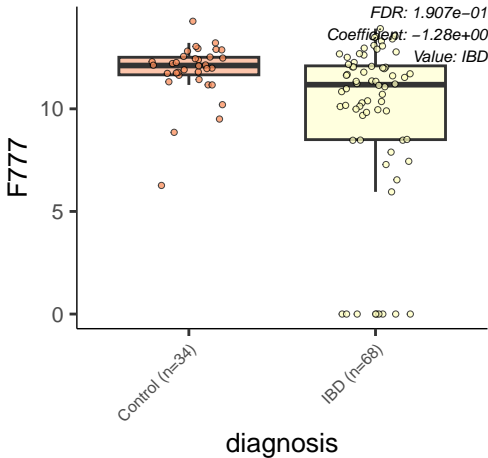 FDR: 1.907e−01
Coefficient: −1.28e+00
Value: IBD
F777
10
5
0
Control (n=34)
IBD (n=68)
diagnosis